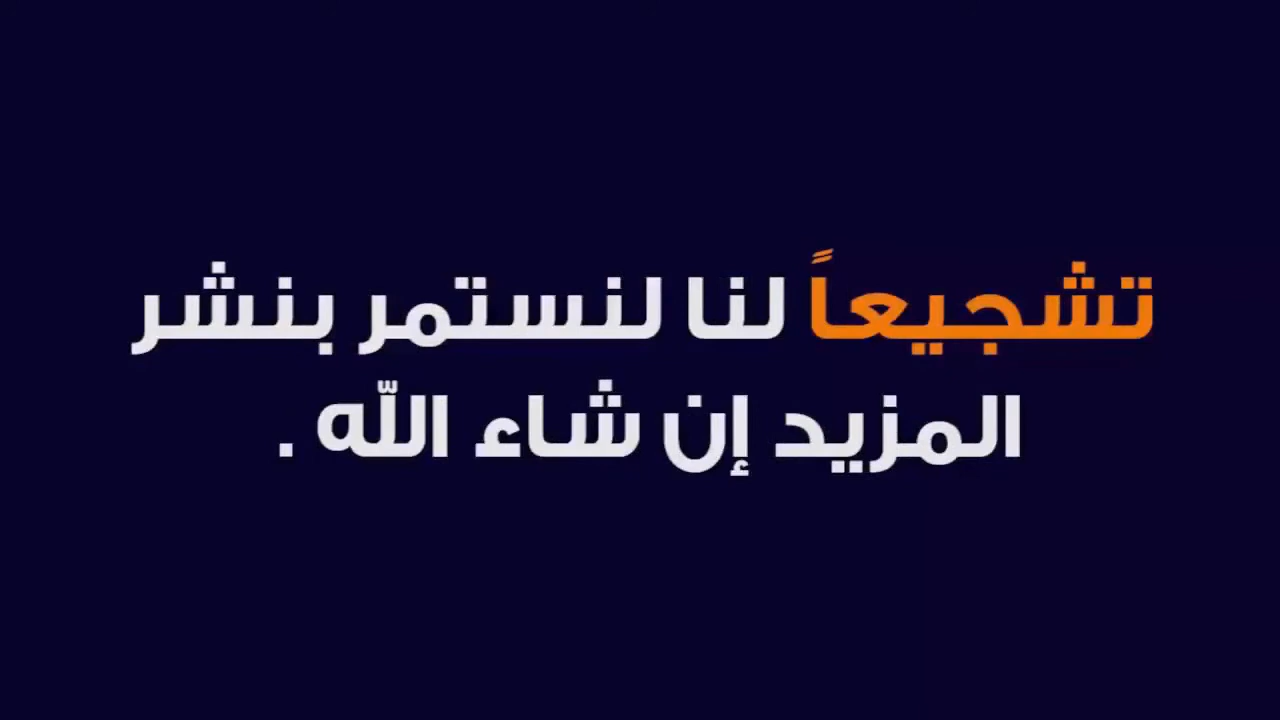 تشجيعاً لنا لنستمر بنشر
المزيد إن شاء اللّه .